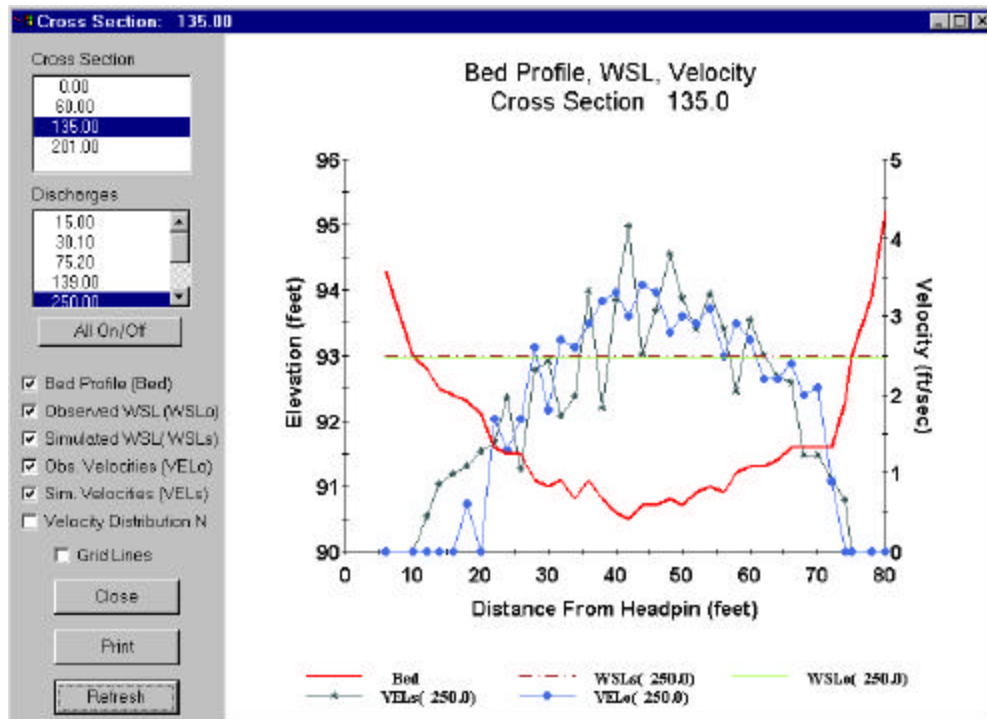 Cross Section: 135.00
Cross Section
0.00
60.00
135.00
201.00
Discharges
15.00
30.10
75.20
139.00
250.00
All On/Off
Bed Profile (Bed)
Observed WSL (WSLo)
Simulated WSL( WSLs)
Obs. Velocities (VELo)
Sim. Velocities (VELs)
Velocity Distribution N
Grid Lines
Close
Print
Refresh
Bed Profile, WSL, Velocity
Cross Section 135.0
96
95
94
93
92
91
90
Elevation (feet)
5
4
3
2
1
0
Velocity (ft/sec)
0 10 20 30 40 50 60 70 80
Distance From Headpin (feet)
Bed
WSLs( 250.0)
WSLo( 250.0)
VELs( 250.0)
VELo( 250.0)